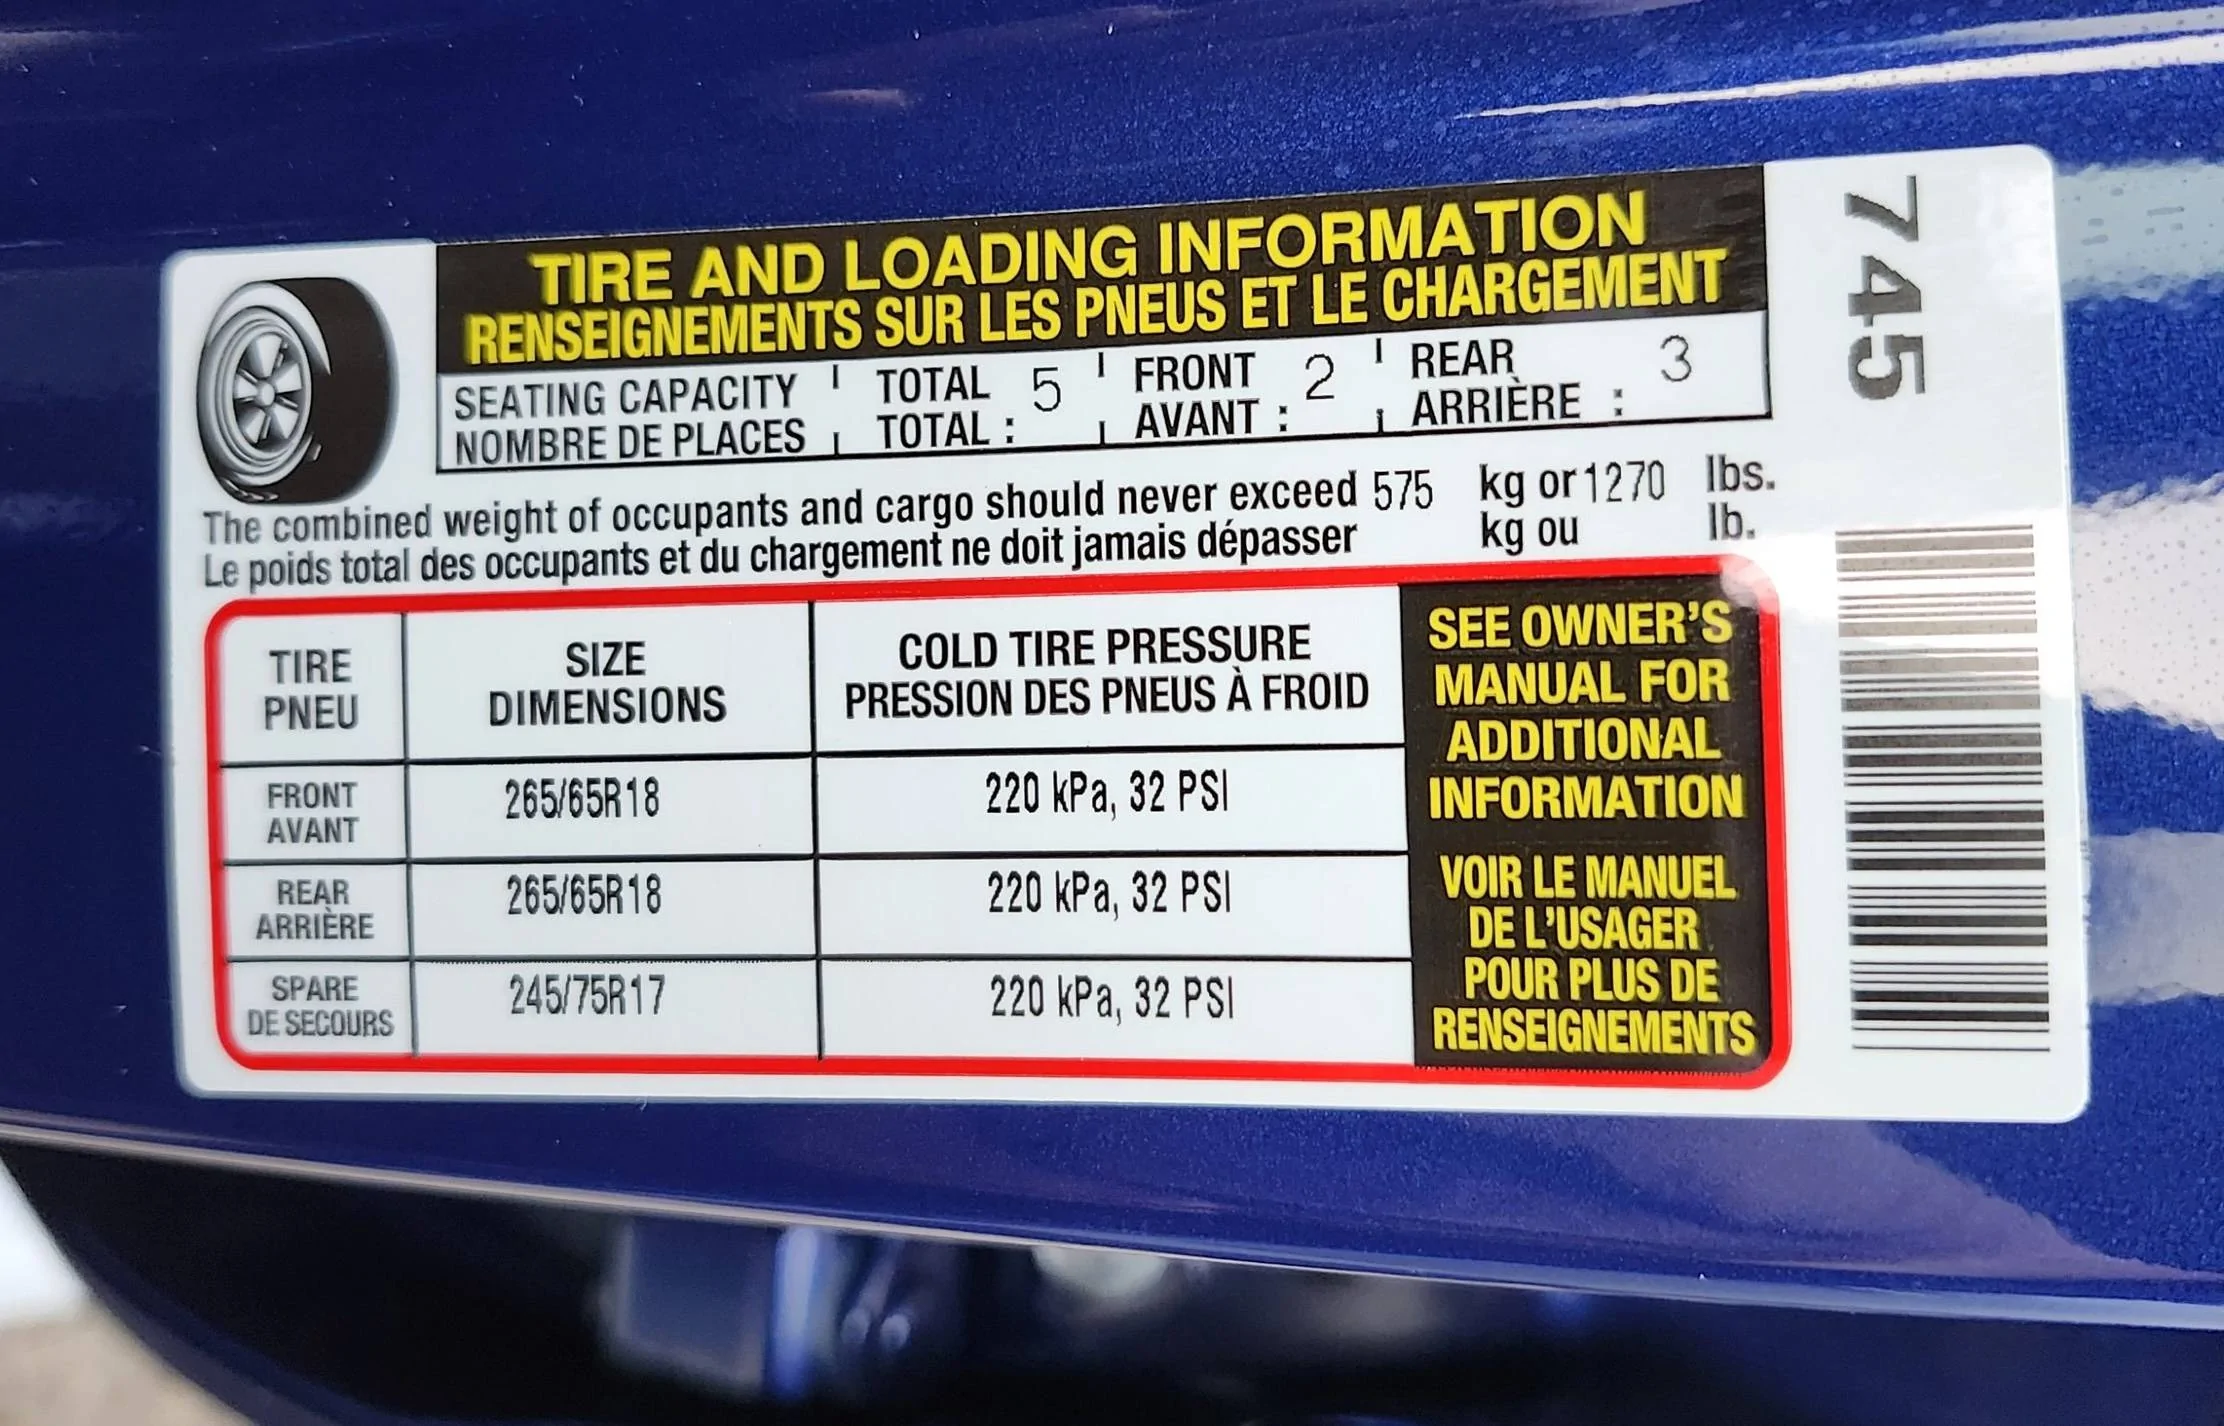 TIRE AND LOADING INFORMATION
RENSEIGNEMENTS SUR LES PNEUS ET LE CHARGEMENT
SEATING CAPACITY TOTAL 5 FRONT 2 REAR 3
NOMBRE DE PLACES TOTAL : AVANT : ARRIÈRE :
The combined weight of occupants and cargo should never exceed 575 kg or 1270 lbs.
Le poids total des occupants et du chargement ne doit jamais dépasser kg ou lb.
TIRE
PNEU
SIZE
DIMENSIONS
COLD TIRE PRESSURE
PRESSION DES PNEUS À FROID
FRONT
AVANT
265/65R18
220 kPa, 32 PSI
REAR
ARRIÈRE
265/65R18
220 kPa, 32 PSI
SPARE
DE SECOURS
245/75R17
220 kPa, 32 PSI
SEE OWNER'S
MANUAL FOR
ADDITIONAL
INFORMATION
VOIR LE MANUEL
DE L'USAGER
POUR PLUS DE
RENSEIGNEMENTS
745